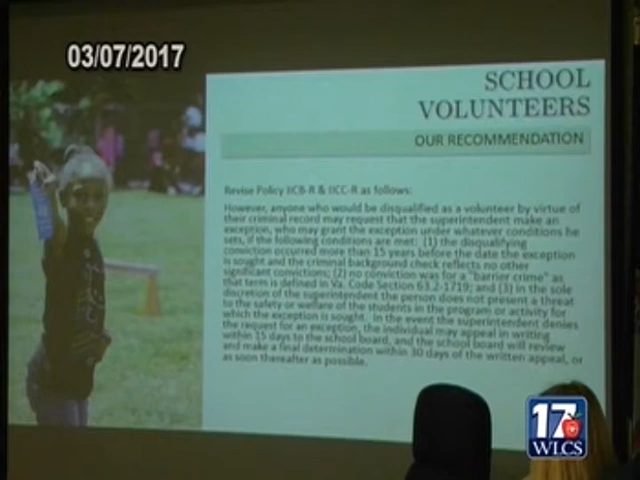 03/07/2017
SCHOOL
VOLUNTEERS
OUR RECOMMENDATION
Revise Policy IICB-R & IICC-R as follows:
However, anyone who would be disqualified as a volunteer by virtue of
their criminal record may request that the superintendent make an
exception, who may grant the exception under whatever conditions he
sets, if the following conditions are met: (1) the disqualifying
conviction occurred more than 15 years before the date the exception
is sought and the criminal background check reflects no other
significant convictions; (2) no conviction was for a "barrier crime" as
that term is defined in Va. Code Section 63.2-1719; and (3) in the sole
discretion of the superintendent the person does not present a threat
to the safety or welfare of the students in the program or activity for
which the exception is sought. In the event the superintendent denies
the request for an exception, the individual may appeal in writing
within 15 days to the school board, and the school board will review
and make a final determination within 30 days of the written appeal, or
as soon thereafter as possible.
17
WLCS